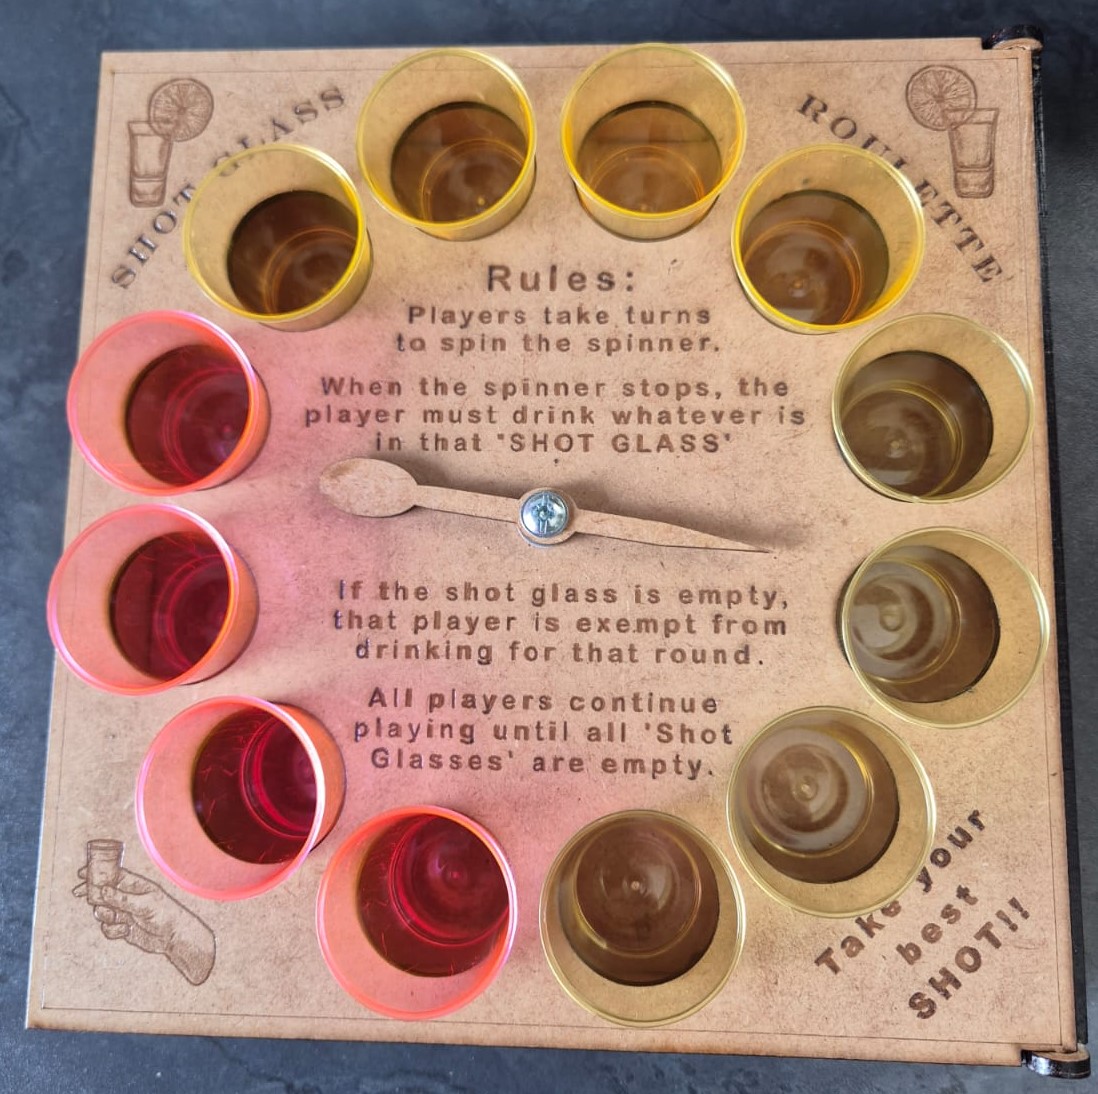 SHOT GLASS
ROULETTE
Rules:
Players take turns
to spin the spinner.
When the spinner stops, the
player must drink whatever is
in that "SHOT GLASS'
If the shot glass is empty,
that player is exempt from
drinking for that round.
All players continue
playing until all 'Shot
Glasses' are empty.
Take your
best
SHOT!!